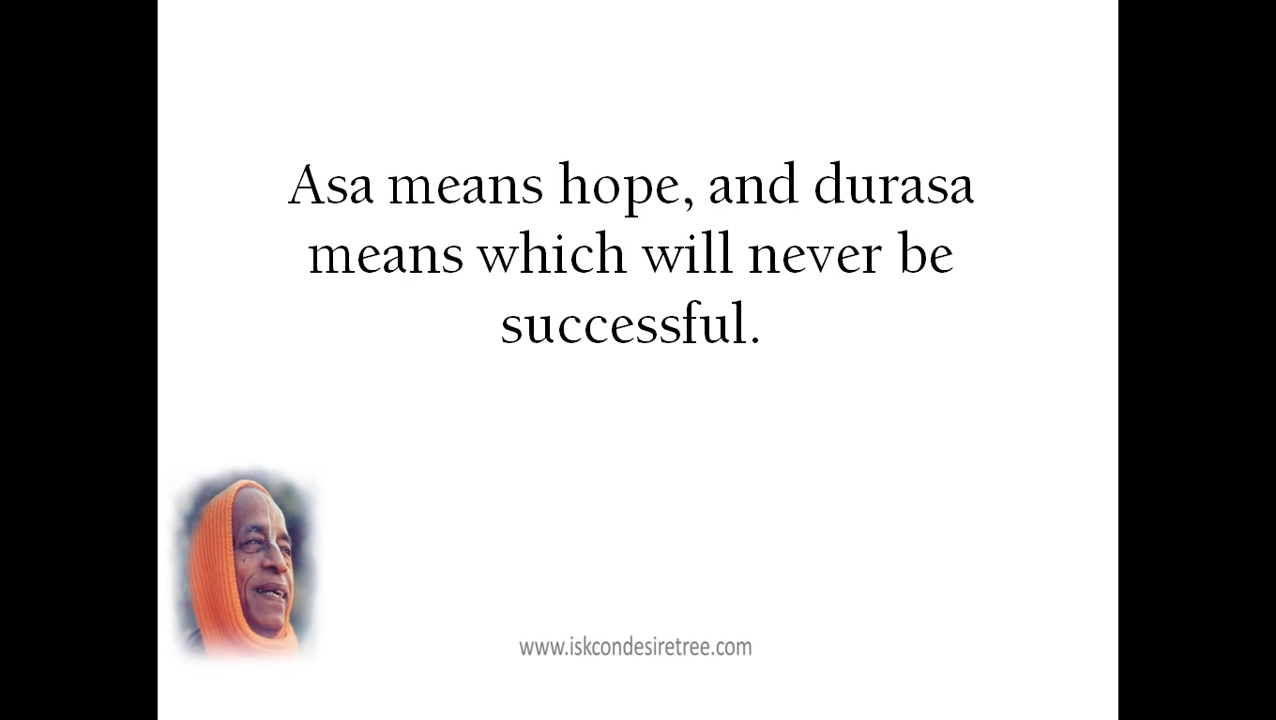 Asa means hope, and durasa
means which will never be
successful.
www.iskcondesiretree.com